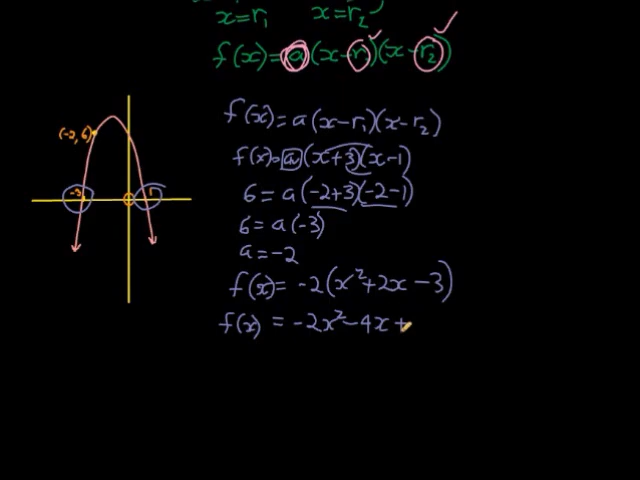 x=r₁ x=r₂
f(x)=a(x-r₁)(x-r₂)
f(x)=a(x-r₁)(x-r₂)
(-2,6)
f(x)=a(x+3)(x-1)
-3 1
6=a(-2+3)(-2-1)
6=a(-3)
a=-2
f(x)=-2(x²+2x-3)
f(x)=-2x²-4x+